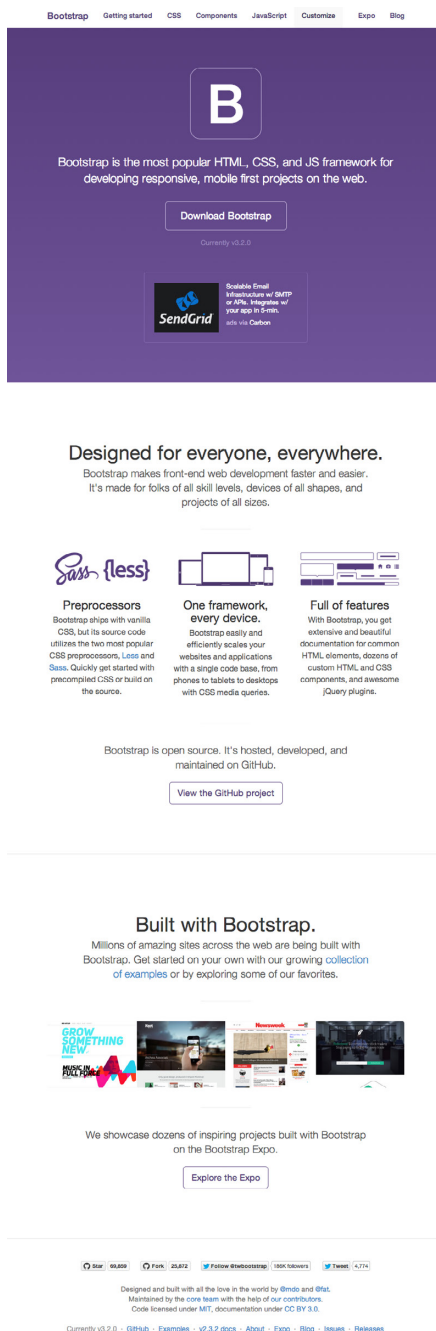 Bootstrap Getting started CSS Components JavaScript Customize Expo Blog
B
Bootstrap is the most popular HTML, CSS, and JS framework for
developing responsive, mobile first projects on the web.
Download Bootstrap
Currently v3.2.0
SendGrid
Scalable Email
Infrastructure w/ SMTP
or APIs. Integrates w/
your app in 5-min.
ads via Carbon
Designed for everyone, everywhere.
Bootstrap makes front-end web development faster and easier.
It's made for folks of all skill levels, devices of all shapes, and
projects of all sizes.
Sass {less}
Preprocessors
Bootstrap ships with vanilla
CSS, but its source code
utilizes the two most popular
CSS preprocessors, Less and
Sass. Quickly get started with
precompiled CSS or build on
the source.
One framework,
every device.
Bootstrap easily and
efficiently scales your
websites and applications
with a single code base, from
phones to tablets to desktops
with CSS media queries.
Full of features
With Bootstrap, you get
extensive and beautiful
documentation for common
HTML elements, dozens of
custom HTML and CSS
components, and awesome
jQuery plugins.
Bootstrap is open source. It's hosted, developed, and
maintained on GitHub.
View the GitHub project
Built with Bootstrap.
Millions of amazing sites across the web are being built with
Bootstrap. Get started on your own with our growing collection
of examples or by exploring some of our favorites.
GROW
SOMETHING
NEW
MUSIC IN
FULL FORCE
Newsweek
We showcase dozens of inspiring projects built with Bootstrap
on the Bootstrap Expo.
Explore the Expo
Star 69,859 Fork 25,872 Follow @twbootstrap 186K followers Tweet 4,774
Designed and built with all the love in the world by @mdo and @fat.
Maintained by the core team with the help of our contributors.
Code licensed under MIT, documentation under CC BY 3.0.
Currently v3.2.0 · GitHub · Examples · v2.3.2 docs · About · Expo · Blog · Issues · Releases